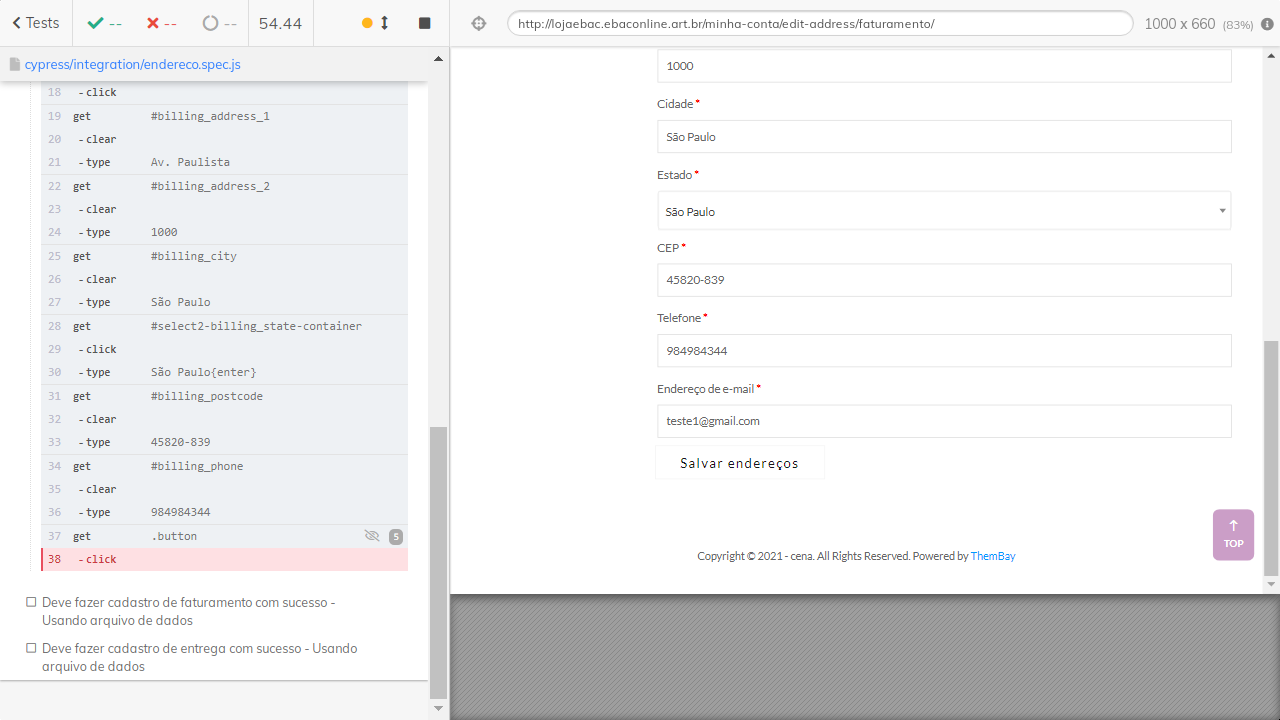 Tests
--
--
--
54.44
http://lojaebac.ebaconline.art.br/minha-conta/edit-address/faturamento/
1000 x 660 (83%)
cypress/integration/endereco.spec.js
18 - click
19 get #billing_address_1
20 - clear
21 - type Av. Paulista
22 get #billing_address_2
23 - clear
24 - type 1000
25 get #billing_city
26 - clear
27 - type São Paulo
28 get #select2-billing_state-container
29 - click
30 - type São Paulo{enter}
31 get #billing_postcode
32 - clear
33 - type 45820-839
34 get #billing_phone
35 - clear
36 - type 984984344
37 get .button 5
38 - click
Deve fazer cadastro de faturamento com sucesso -
Usando arquivo de dados
Deve fazer cadastro de entrega com sucesso - Usando
arquivo de dados
1000
Cidade *
São Paulo
Estado *
São Paulo
CEP *
45820-839
Telefone *
984984344
Endereço de e-mail *
teste1@gmail.com
Salvar endereços
TOP
Copyright © 2021 - cena. All Rights Reserved. Powered by ThemBay